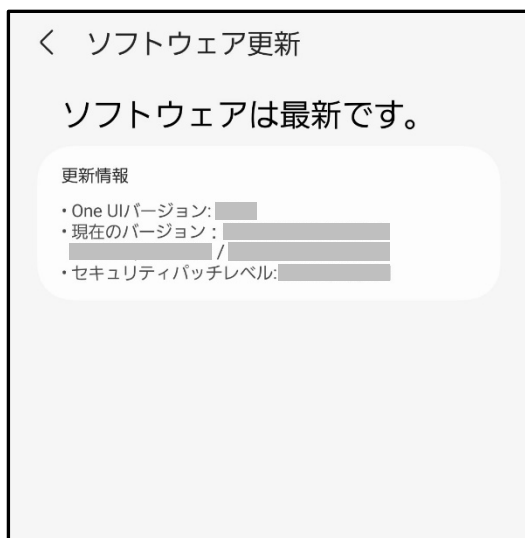 ソフトウェア更新
ソフトウェアは最新です。
更新情報
・One UIバージョン:
・現在のバージョン :
/
・セキュリティパッチレベル: